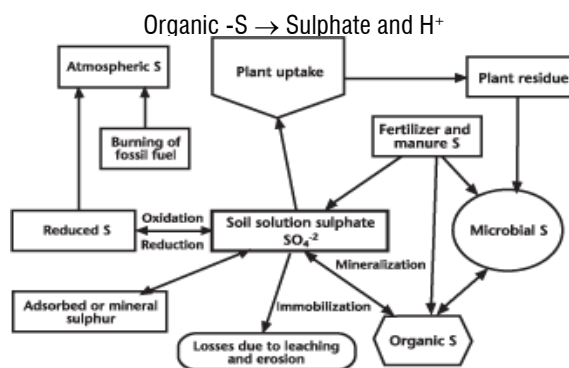 Organic -S → Sulphate and H⁺
Atmospheric S
Plant uptake
Plant residue
Burning of
fossil fuel
Fertilizer and
manure S
Reduced S
Oxidation
Reduction
Soil solution sulphate
SO₄⁻²
Microbial S
Mineralization
Adsorbed or mineral
sulphur
Immobilization
Losses due to leaching
and erosion
Organic S